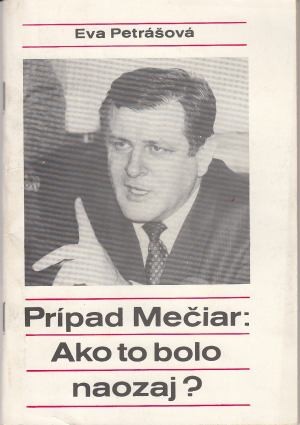 Eva Petrášová
Prípad Mečiar:
Ako to bolo
naozaj?